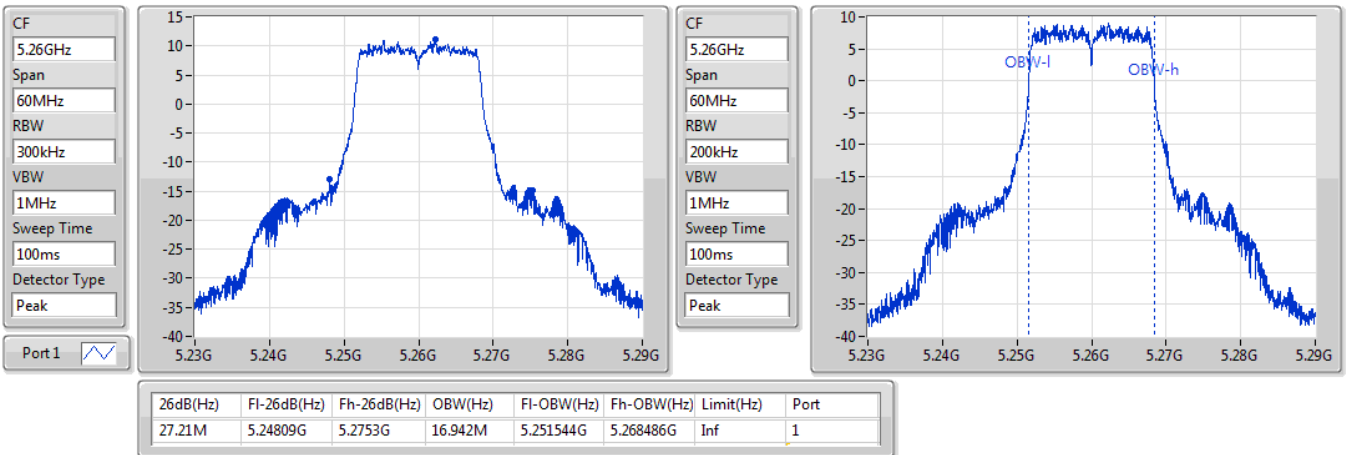 CF
5.26GHz
Span
60MHz
RBW
300kHz
VBW
1MHz
Sweep Time
100ms
Detector Type
Peak
Port 1
15
10
5
0
-5
-10
-15
-20
-25
-30
-35
-40
5.23G 5.24G 5.25G 5.26G 5.27G 5.28G 5.29G
CF
5.26GHz
Span
60MHz
RBW
200kHz
VBW
1MHz
Sweep Time
100ms
Detector Type
Peak
10
5
0
-5
-10
-15
-20
-25
-30
-35
-40
OBW-l
OBW-h
5.23G 5.24G 5.25G 5.26G 5.27G 5.28G 5.29G
26dB(Hz) Fl-26dB(Hz) Fh-26dB(Hz) OBW(Hz) Fl-OBW(Hz) Fh-OBW(Hz) Limit(Hz) Port
27.21M 5.24809G 5.2753G 16.942M 5.251544G 5.268486G Inf 1